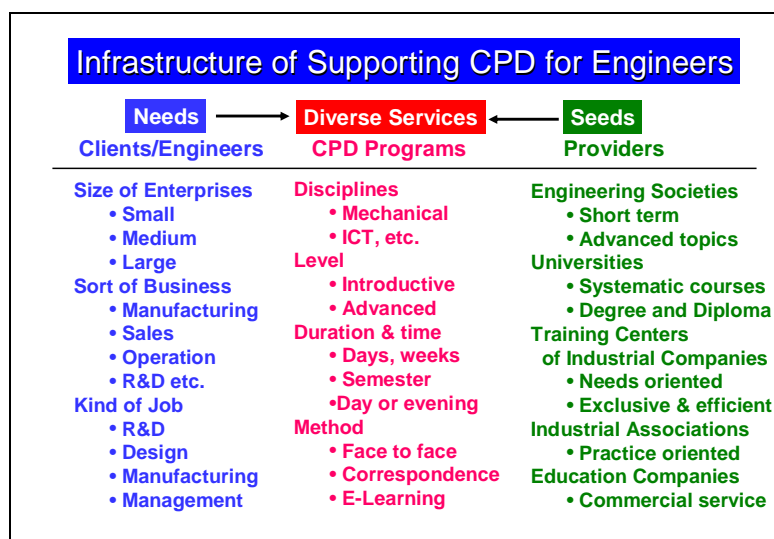 Infrastructure of Supporting CPD for Engineers
Needs
Clients/Engineers
Size of Enterprises
• Small
• Medium
• Large
Sort of Business
• Manufacturing
• Sales
• Operation
• R&D etc.
Kind of Job
• R&D
• Design
• Manufacturing
• Management
Diverse Services
CPD Programs
Disciplines
• Mechanical
• ICT, etc.
Level
• Introductive
• Advanced
Duration & time
• Days, weeks
• Semester
•Day or evening
Method
• Face to face
• Correspondence
• E-Learning
Seeds
Providers
Engineering Societies
• Short term
• Advanced topics
Universities
• Systematic courses
• Degree and Diploma
Training Centers
of Industrial Companies
• Needs oriented
• Exclusive & efficient
Industrial Associations
• Practice oriented
Education Companies
• Commercial service